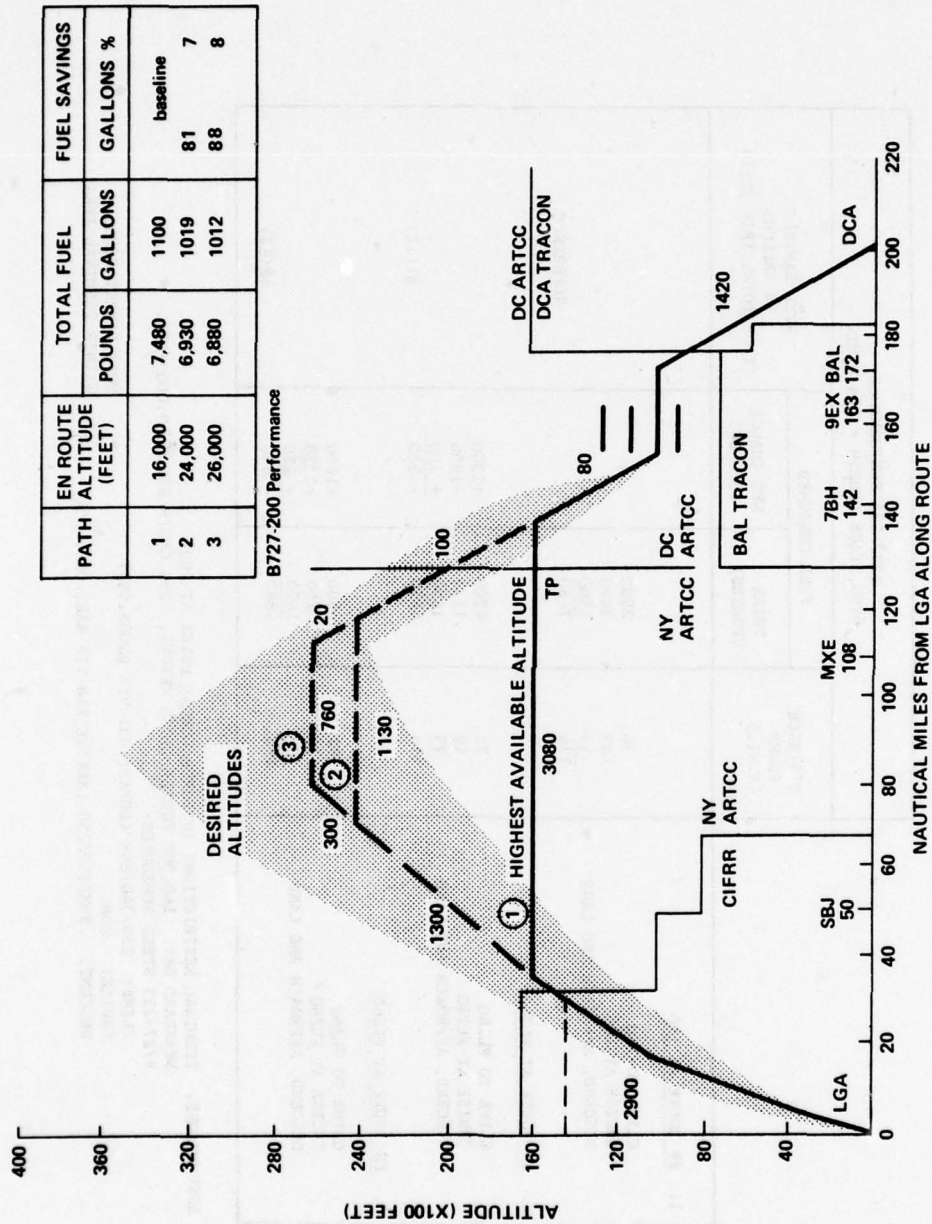 PATH
EN ROUTE
ALTITUDE
(FEET)
TOTAL FUEL
FUEL SAVINGS
POUNDS
GALLONS
GALLONS
%
1
16,000
7,480
1100
baseline
2
24,000
6,930
1019
81
7
3
26,000
6,880
1012
88
8
B727-200 Performance
400
360
320
280
240
200
160
120
80
40
ALTITUDE (X100 FEET)
DESIRED
ALTITUDES
3
760
20
2
300
1130
100
1300
1
HIGHEST AVAILABLE ALTITUDE
3080
TP
80
2900
1420
NY
ARTCC
DC
ARTCC
DC ARTCC
DCA TRACON
BAL TRACON
CIFRR
NY
ARTCC
LGA
SBJ
50
MXE
108
7BH
142
9EX
163
BAL
172
DCA
0
20
40
60
80
100
120
140
160
180
200
220
NAUTICAL MILES FROM LGA ALONG ROUTE